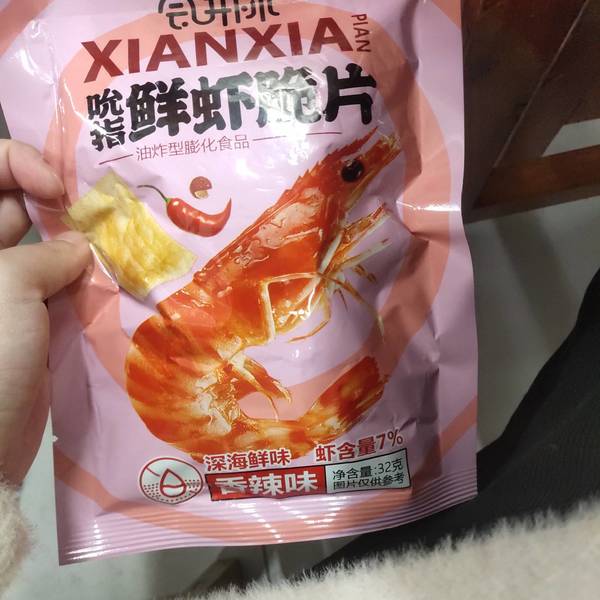 XIANXIA
PIAN
吮指
鲜虾脆片
油炸型膨化食品
深海鲜味 虾含量7%
香辣味
净含量:32克
图片仅供参考